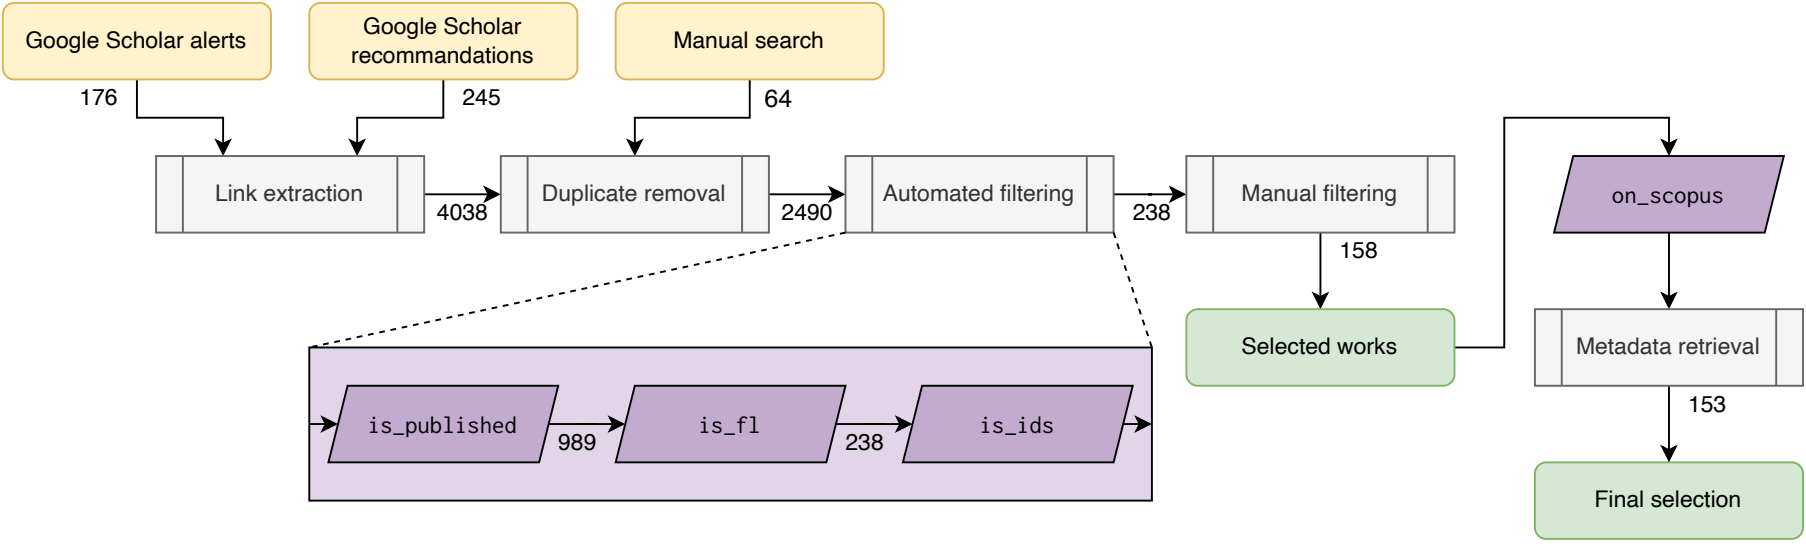 Google Scholar alerts
Google Scholar
recommandations
Manual search
176
245
64
Link extraction
4038
Duplicate removal
2490
Automated filtering
238
Manual filtering
158
on_scopus
Selected works
Metadata retrieval
153
is_published
989
is_fl
238
is_ids
Final selection